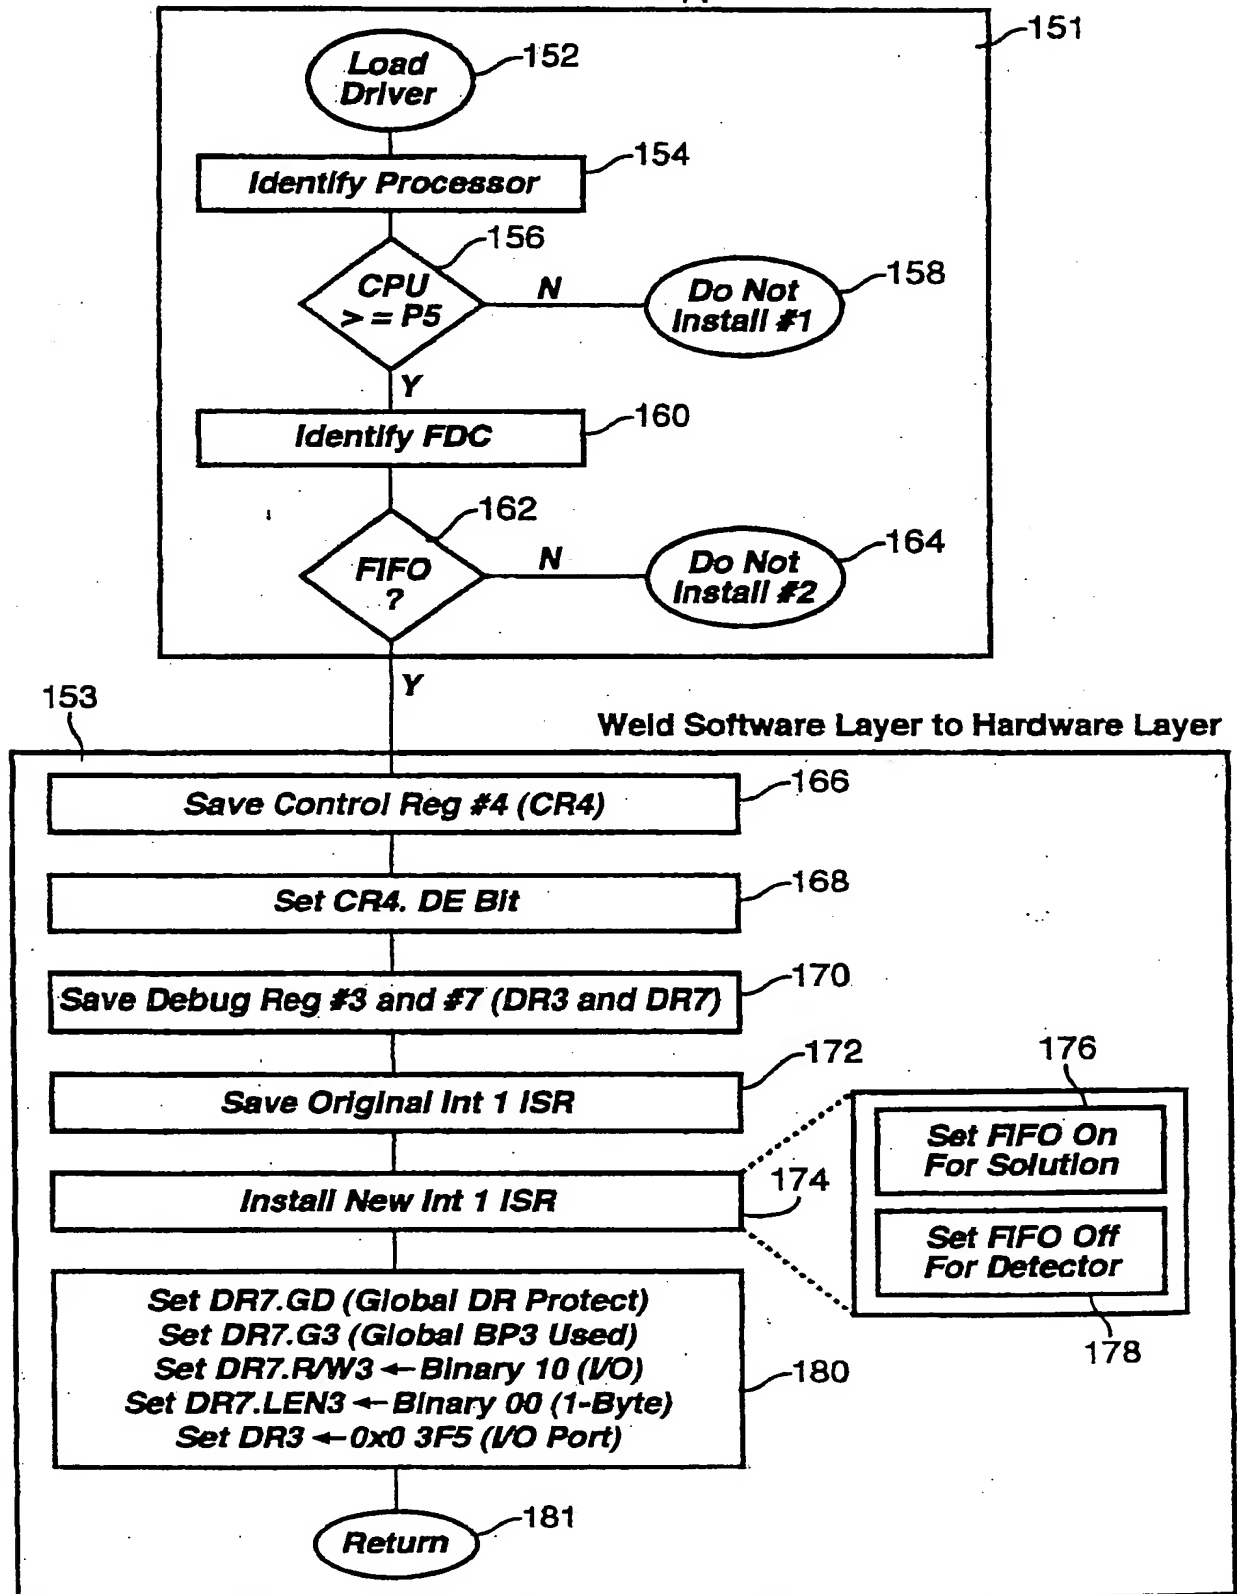 151
152
Load
Driver
154
Identify Processor
156
CPU
> = P5
N
158
Do Not
Install #1
Y
160
Identify FDC
162
FIFO
?
N
164
Do Not
Install #2
Y
153
Weld Software Layer to Hardware Layer
166
Save Control Reg #4 (CR4)
168
Set CR4. DE Bit
170
Save Debug Reg #3 and #7 (DR3 and DR7)
172
Save Original Int 1 ISR
174
Install New Int 1 ISR
176
Set FIFO On
For Solution
Set FIFO Off
For Detector
178
Set DR7.GD (Global DR Protect)
Set DR7.G3 (Global BP3 Used)
Set DR7.R/W3 ← Binary 10 (I/O)
Set DR7.LEN3 ← Binary 00 (1-Byte)
Set DR3 ← 0x0 3F5 (I/O Port)
180
Return
181